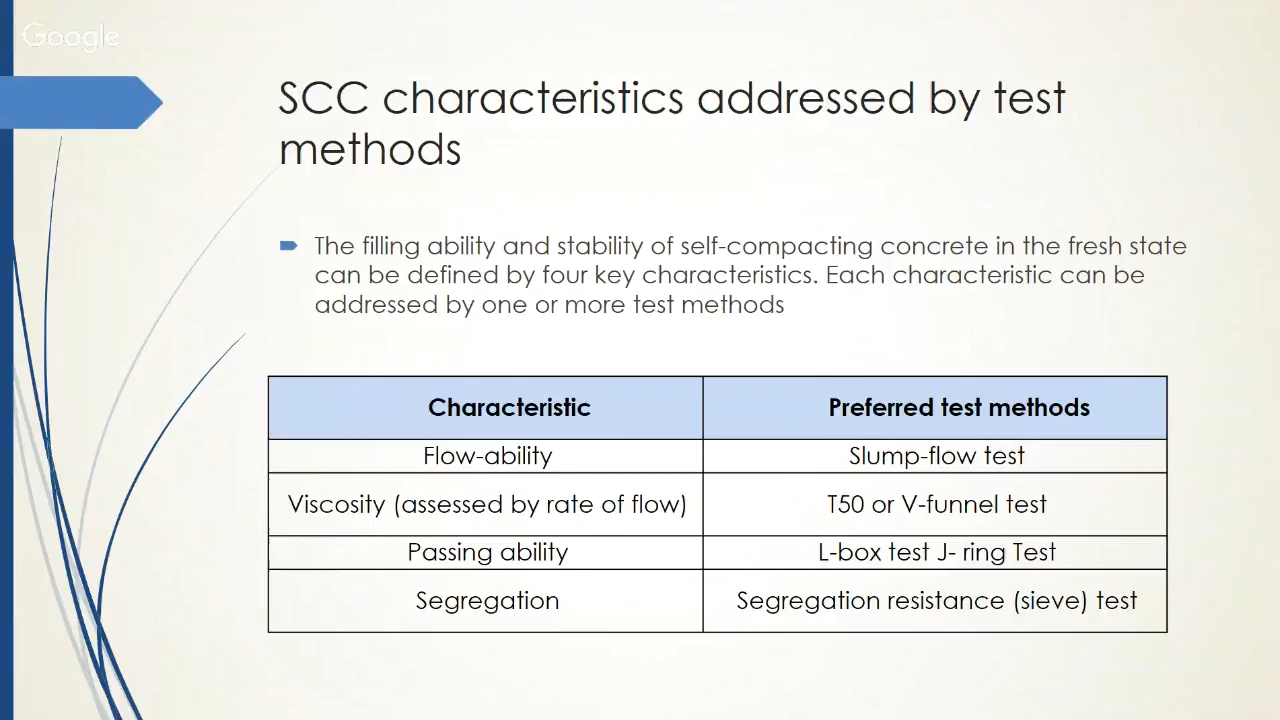 Google
SCC characteristics addressed by test
methods
The filling ability and stability of self-compacting concrete in the fresh state
can be defined by four key characteristics. Each characteristic can be
addressed by one or more test methods
Characteristic Preferred test methods
Flow-ability Slump-flow test
Viscosity (assessed by rate of flow) T50 or V-funnel test
Passing ability L-box test J- ring Test
Segregation Segregation resistance (sieve) test